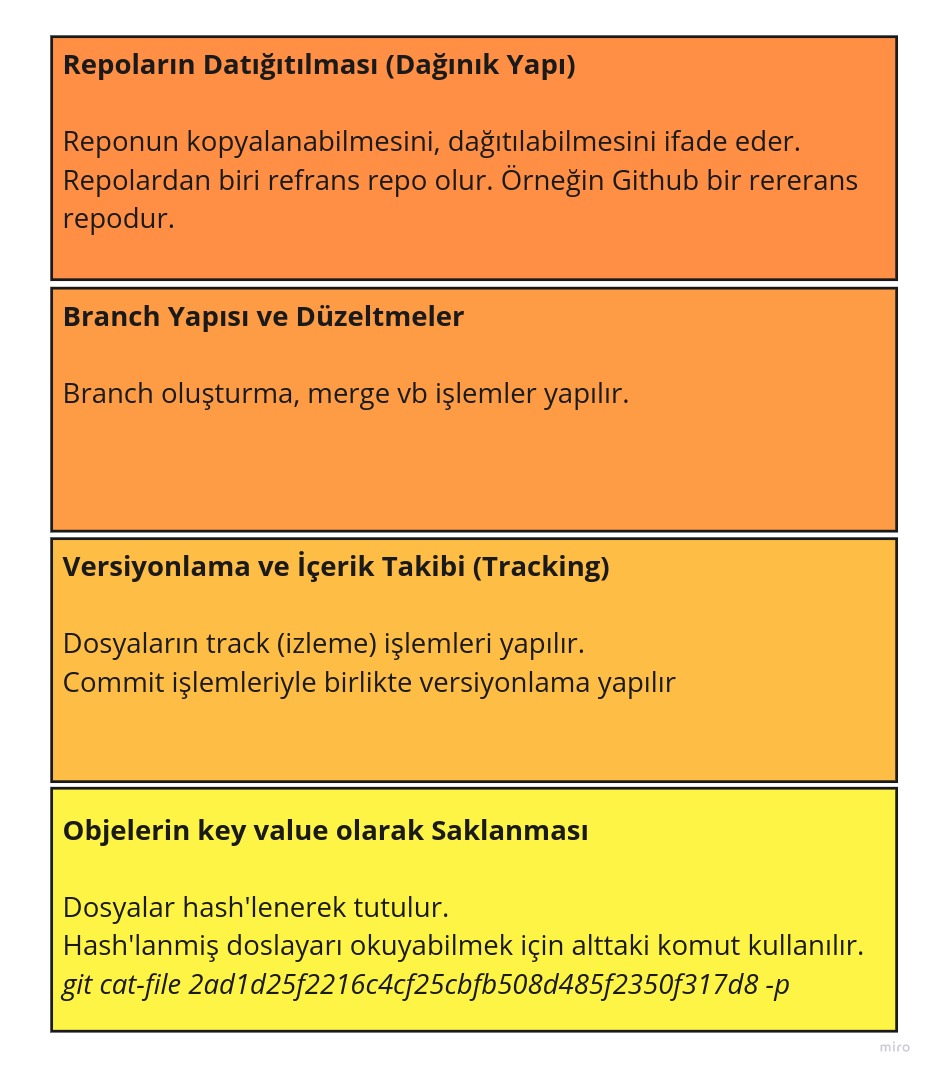 Repoların Datığıtılması (Dağınık Yapı)
Reponun kopyalanabilmesini, dağıtılabilmesini ifade eder.
Repolardan biri refrans repo olur. Örneğin Github bir rererans
repodur.
Branch Yapısı ve Düzeltmeler
Branch oluşturma, merge vb işlemler yapılır.
Versiyonlama ve İçerik Takibi (Tracking)
Dosyaların track (izleme) işlemleri yapılır.
Commit işlemleriyle birlikte versiyonlama yapılır
Objelerin key value olarak Saklanması
Dosyalar hash'lenerek tutulur.
Hash'lanmiş doslayarı okuyabilmek için alttaki komut kullanılır.
git cat-file 2ad1d25f2216c4cf25cbfb508d485f2350f317d8 -p
miro